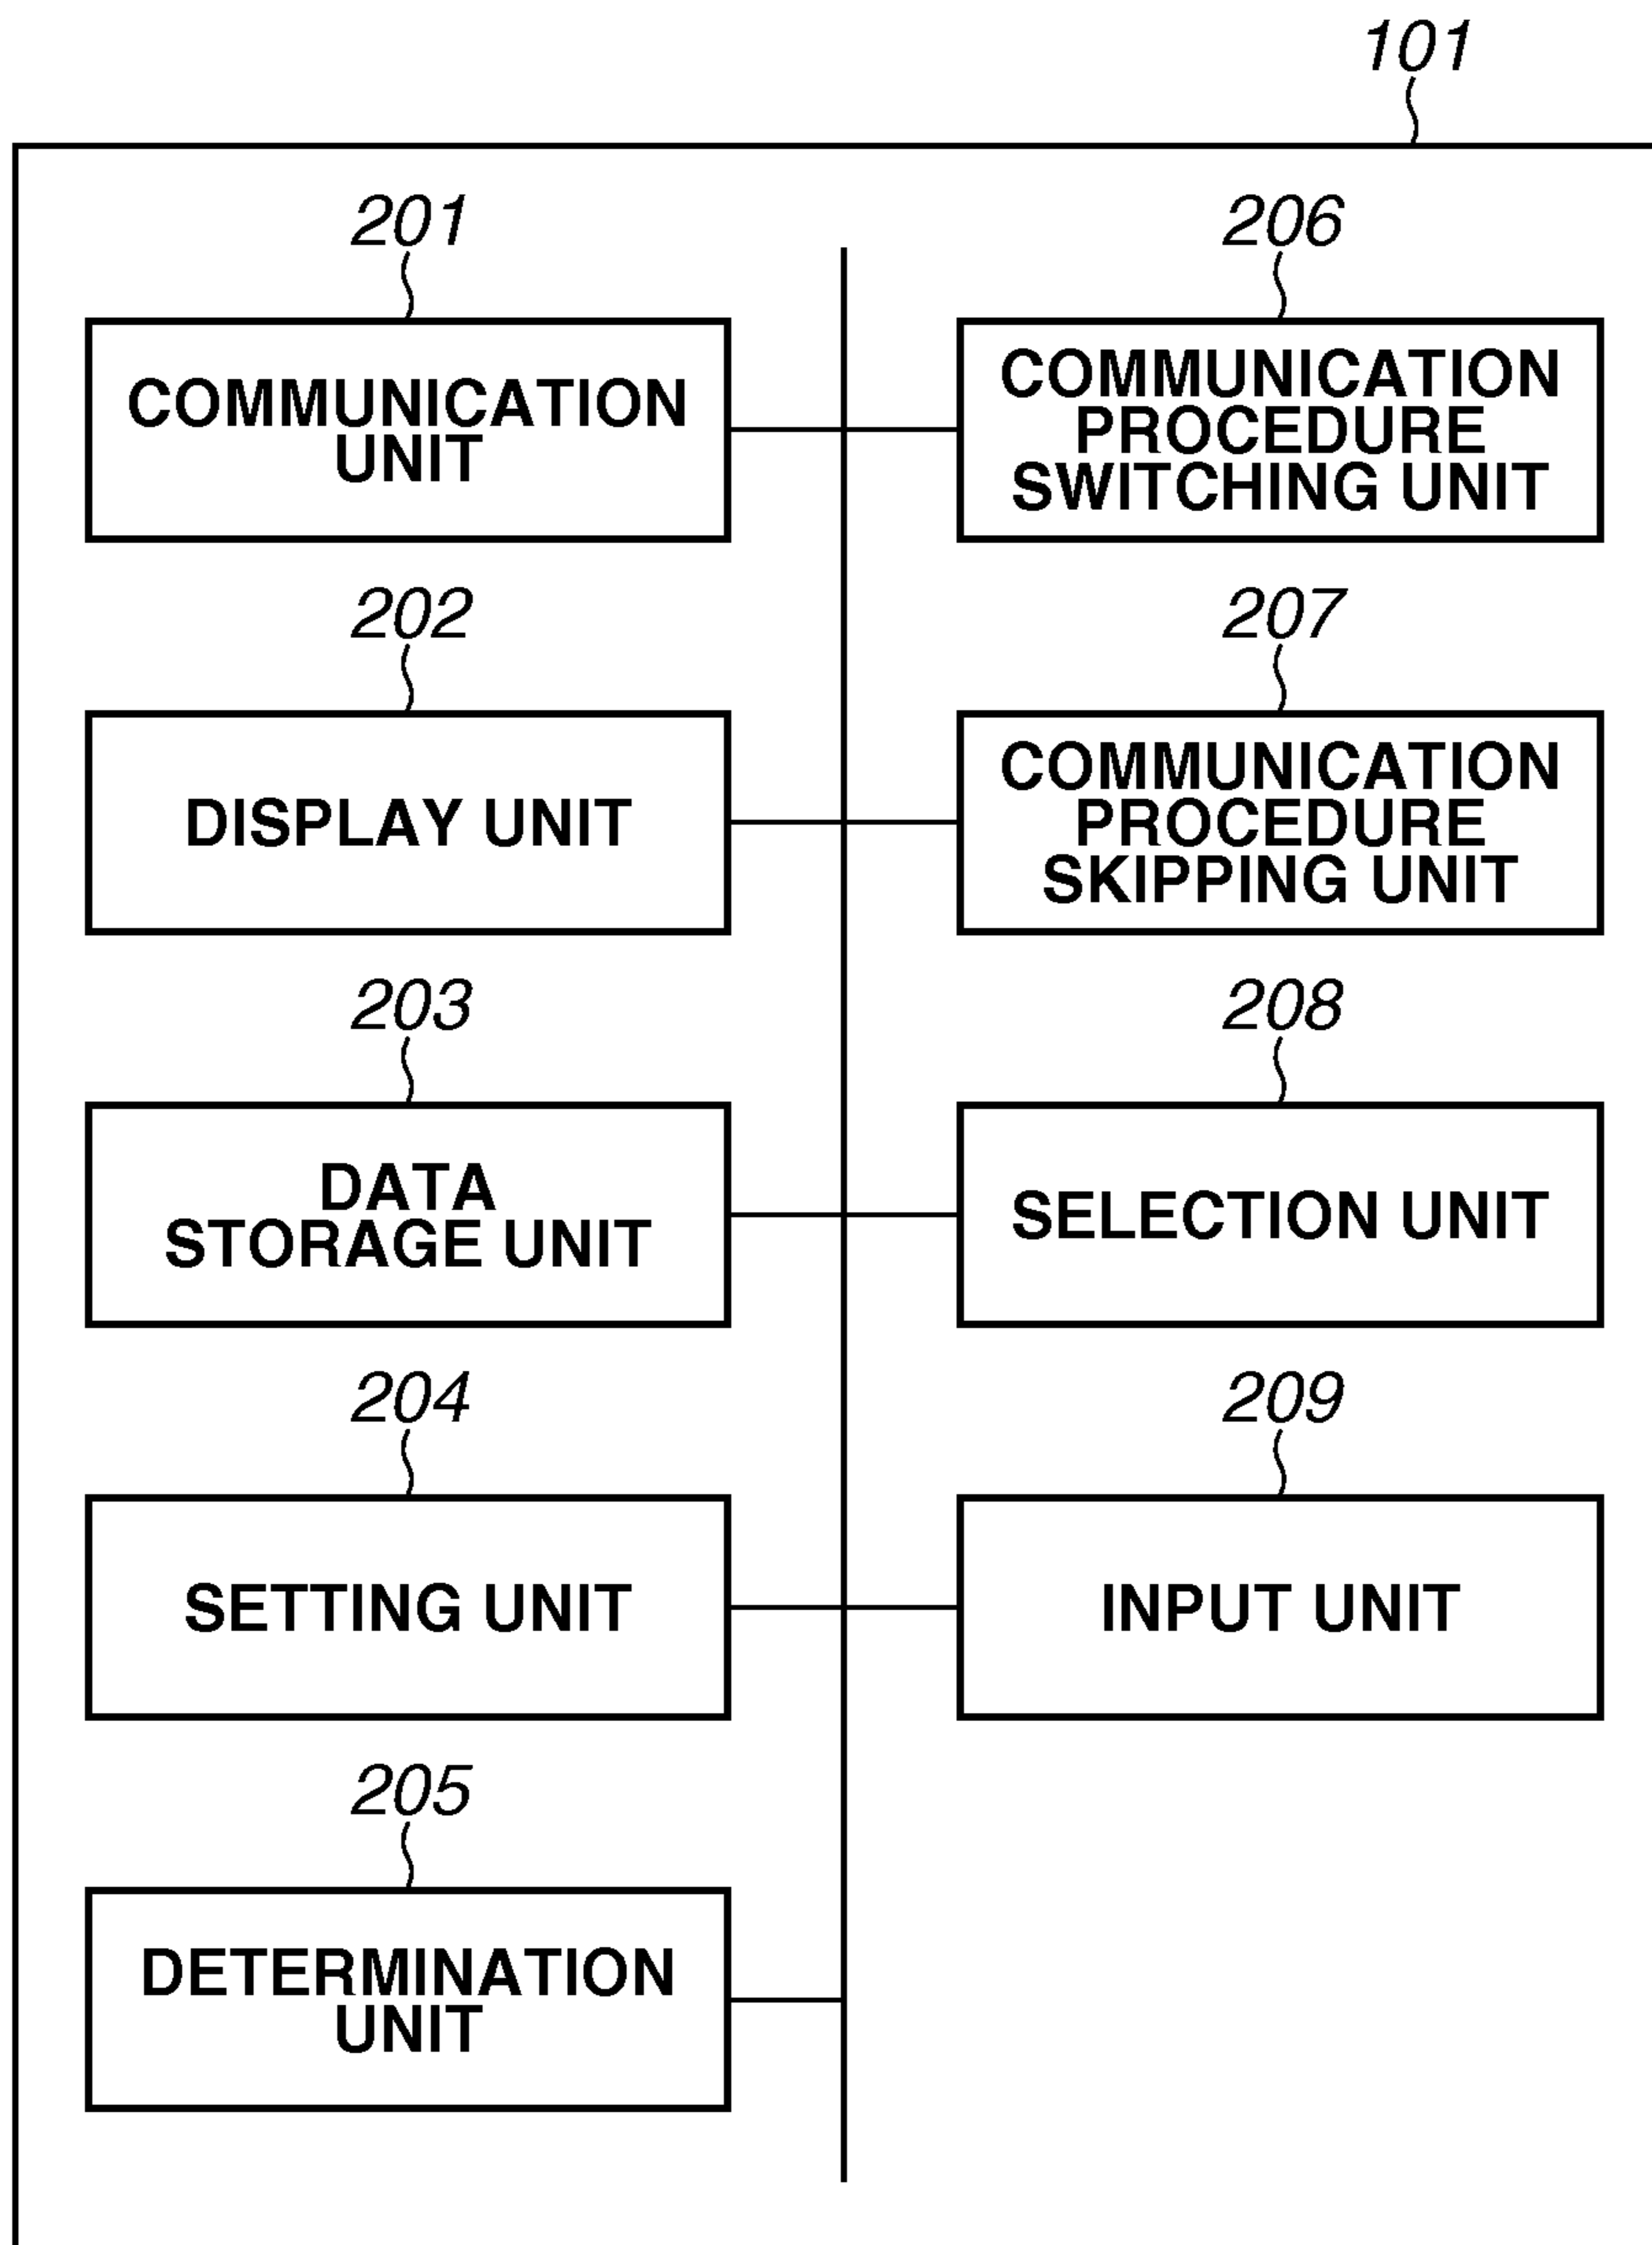 101
201
COMMUNICATION
UNIT
206
COMMUNICATION
PROCEDURE
SWITCHING UNIT
202
DISPLAY UNIT
207
COMMUNICATION
PROCEDURE
SKIPPING UNIT
203
DATA
STORAGE UNIT
208
SELECTION UNIT
204
SETTING UNIT
209
INPUT UNIT
205
DETERMINATION
UNIT